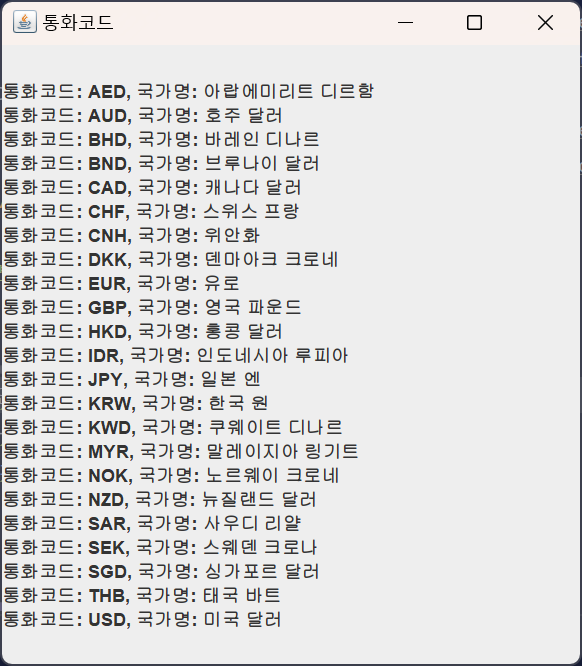 통화코드
통화코드: AED, 국가명: 아랍에미리트 디르함
통화코드: AUD, 국가명: 호주 달러
통화코드: BHD, 국가명: 바레인 디나르
통화코드: BND, 국가명: 브루나이 달러
통화코드: CAD, 국가명: 캐나다 달러
통화코드: CHF, 국가명: 스위스 프랑
통화코드: CNH, 국가명: 위안화
통화코드: DKK, 국가명: 덴마아크 크로네
통화코드: EUR, 국가명: 유로
통화코드: GBP, 국가명: 영국 파운드
통화코드: HKD, 국가명: 홍콩 달러
통화코드: IDR, 국가명: 인도네시아 루피아
통화코드: JPY, 국가명: 일본 엔
통화코드: KRW, 국가명: 한국 원
통화코드: KWD, 국가명: 쿠웨이트 디나르
통화코드: MYR, 국가명: 말레이지아 링기트
통화코드: NOK, 국가명: 노르웨이 크로네
통화코드: NZD, 국가명: 뉴질랜드 달러
통화코드: SAR, 국가명: 사우디 리얄
통화코드: SEK, 국가명: 스웨덴 크로나
통화코드: SGD, 국가명: 싱가포르 달러
통화코드: THB, 국가명: 태국 바트
통화코드: USD, 국가명: 미국 달러